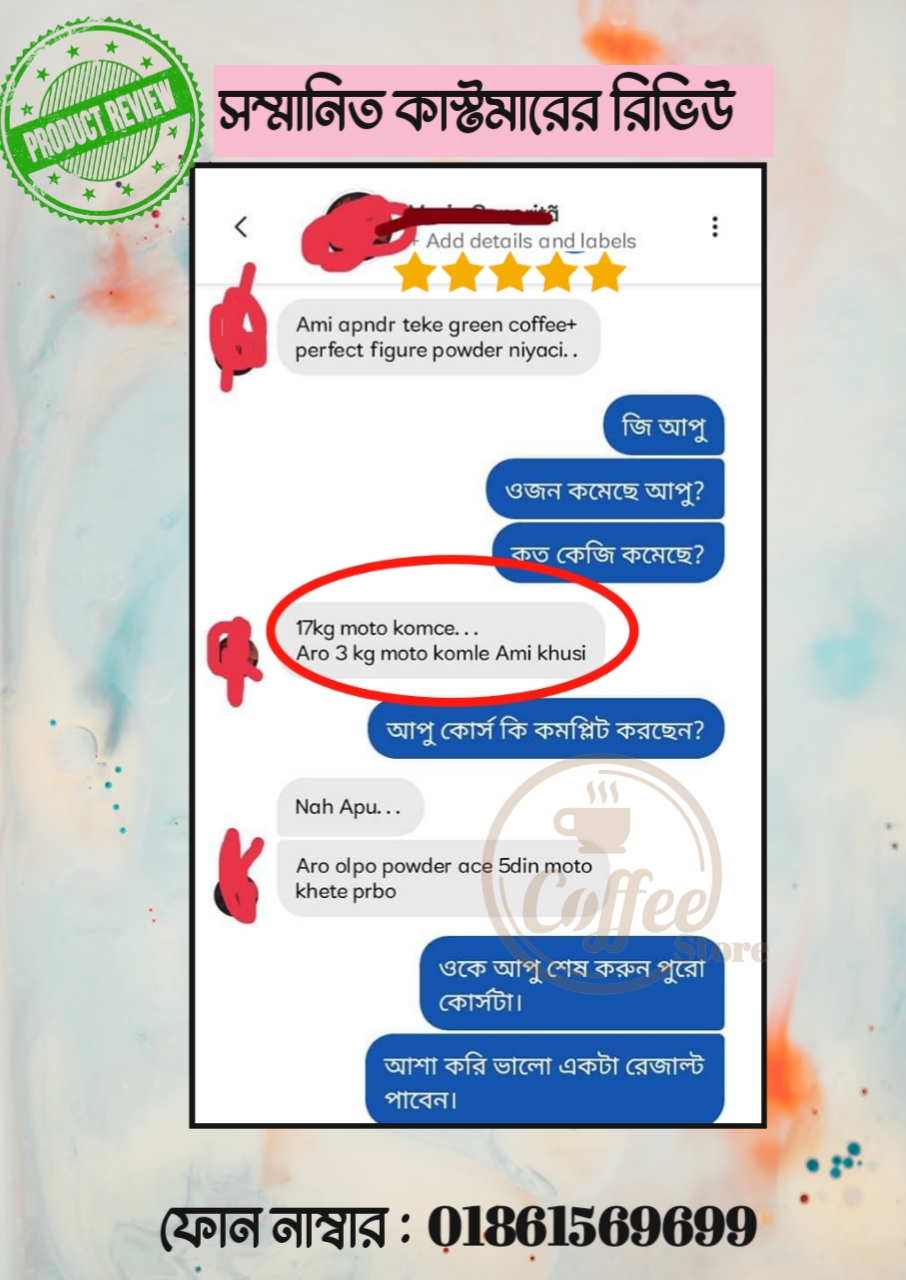 PRODUCT REVIEW
সম্মানিত কাস্টমারের রিভিউ
+ Add details and labels
Ami apndr teke green coffee+
perfect figure powder niyaci. .
জি আপু
ওজন কমেছে আপু?
কত কেজি কমেছে?
17kg moto komce. . .
Aro 3 kg moto komle Ami khusi
আপু কোর্স কি কমপ্লিট করছেন?
Nah Apu. . .
Aro olpo powder ace 5din moto
khete prbo
Coffee
Store
ওকে আপু শেষ করুন পুরো
কোর্সটা।
আশা করি ভালো একটা রেজাল্ট
পাবেন।
ফোন নাম্বার : 01861569699